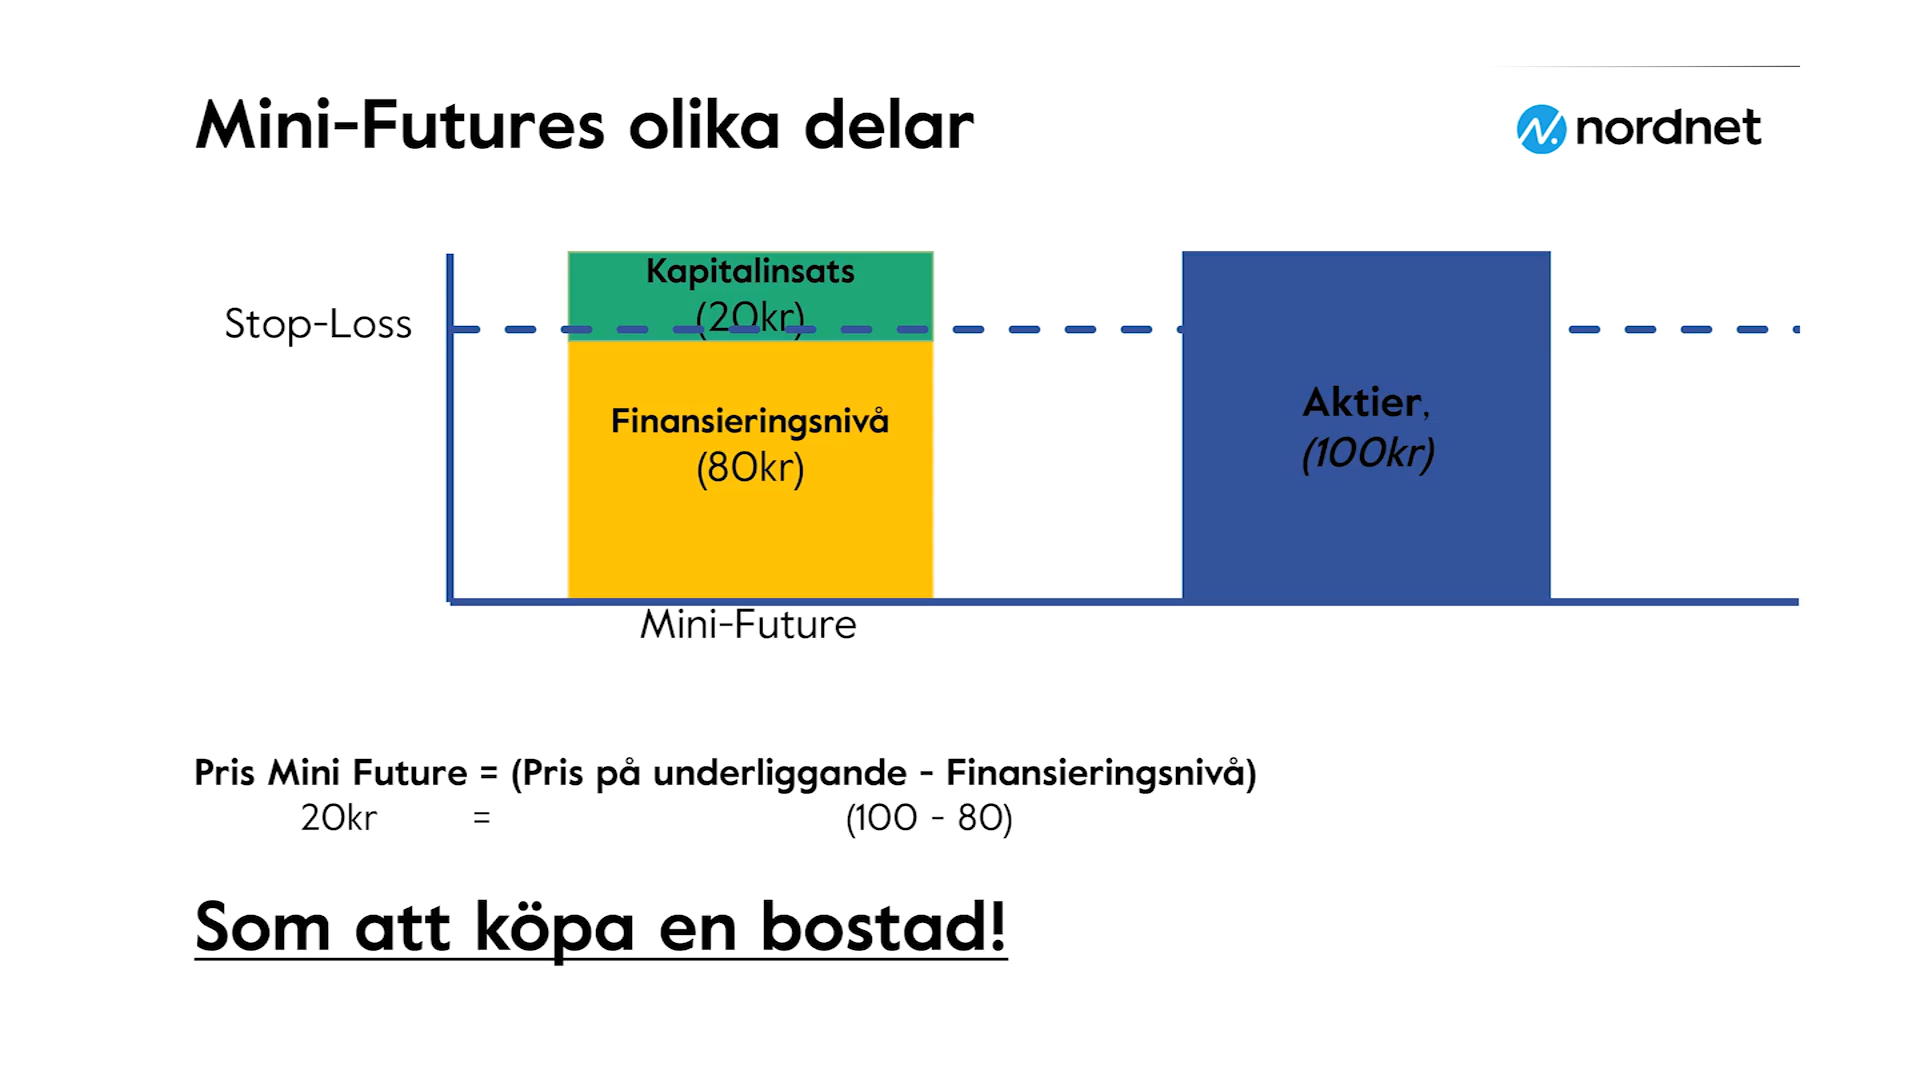 Mini-Futures olika delar
nordnet
Kapitalinsats
(20kr)
Stop-Loss
Finansieringsnivå
(80kr)
Aktier,
(100kr)
Mini-Future
Pris Mini Future = (Pris på underliggande - Finansieringsnivå)
20kr = (100 - 80)
Som att köpa en bostad!